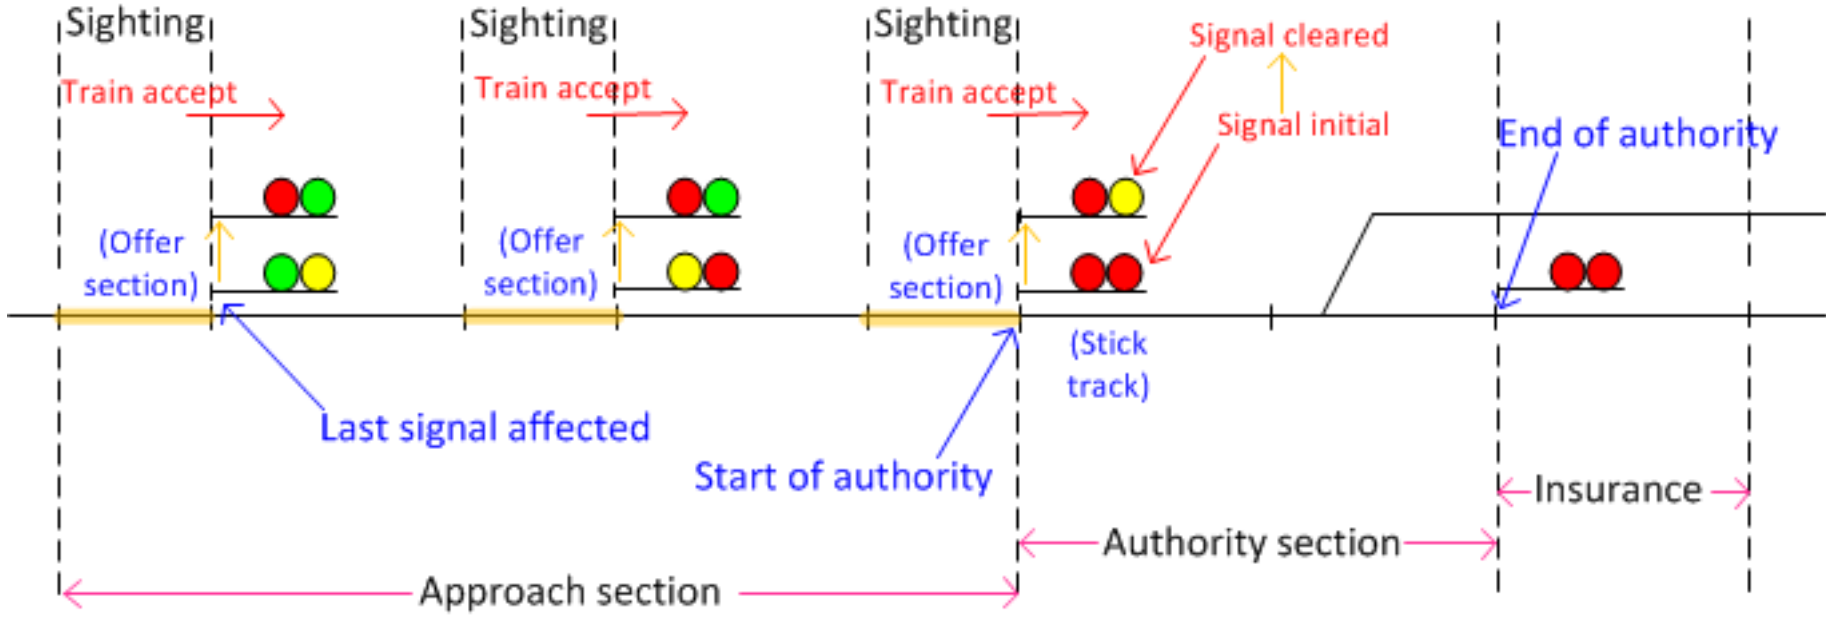 Sighting
Sighting
Sighting
Signal cleared
Train accept
Train accept
Train accept
Signal initial
End of authority
(Offer
section)
(Offer
section)
(Offer
section)
(Stick
track)
Last signal affected
Start of authority
Insurance
Authority section
Approach section